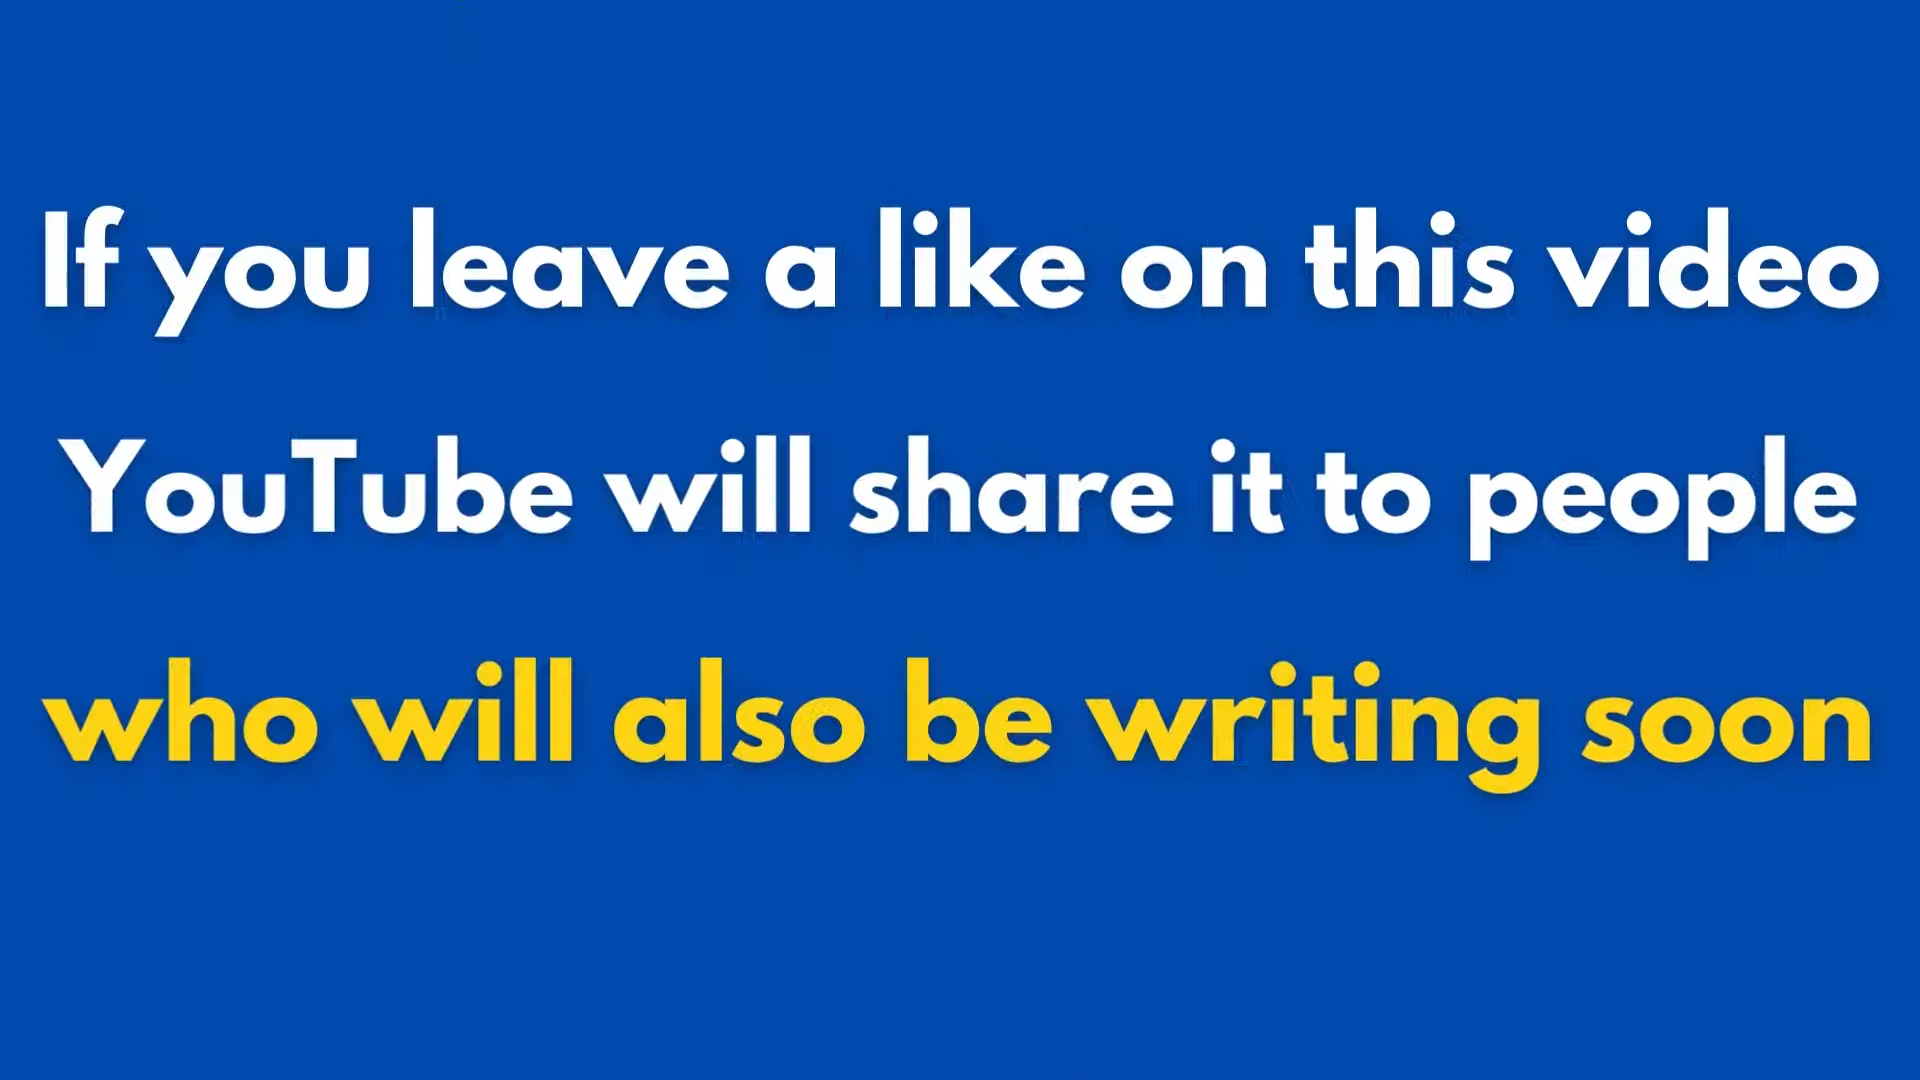 If you leave a like on this video
YouTube will share it to people
who will also be writing soon